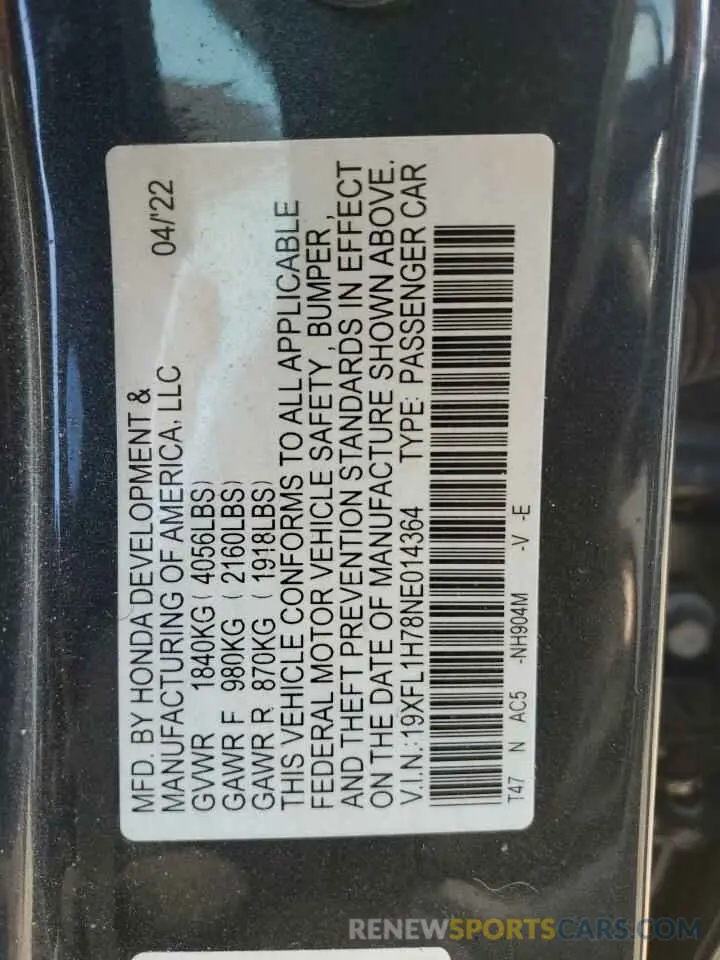 MFD. BY HONDA DEVELOPMENT & 04/'22
MANUFACTURING OF AMERICA, LLC
GVWR 1840KG (4056LBS)
GAWR F 980KG (2160LBS)
GAWR R 870KG (1918LBS)
THIS VEHICLE CONFORMS TO ALL APPLICABLE
FEDERAL MOTOR VEHICLE SAFETY, BUMPER,
AND THEFT PREVENTION STANDARDS IN EFFECT
ON THE DATE OF MANUFACTURE SHOWN ABOVE.
V.I.N.:19XFL1H78NE014364 TYPE: PASSENGER CAR
T47 N AC5 -NH904M -V -E
RENEWSPORTSCARS.COM